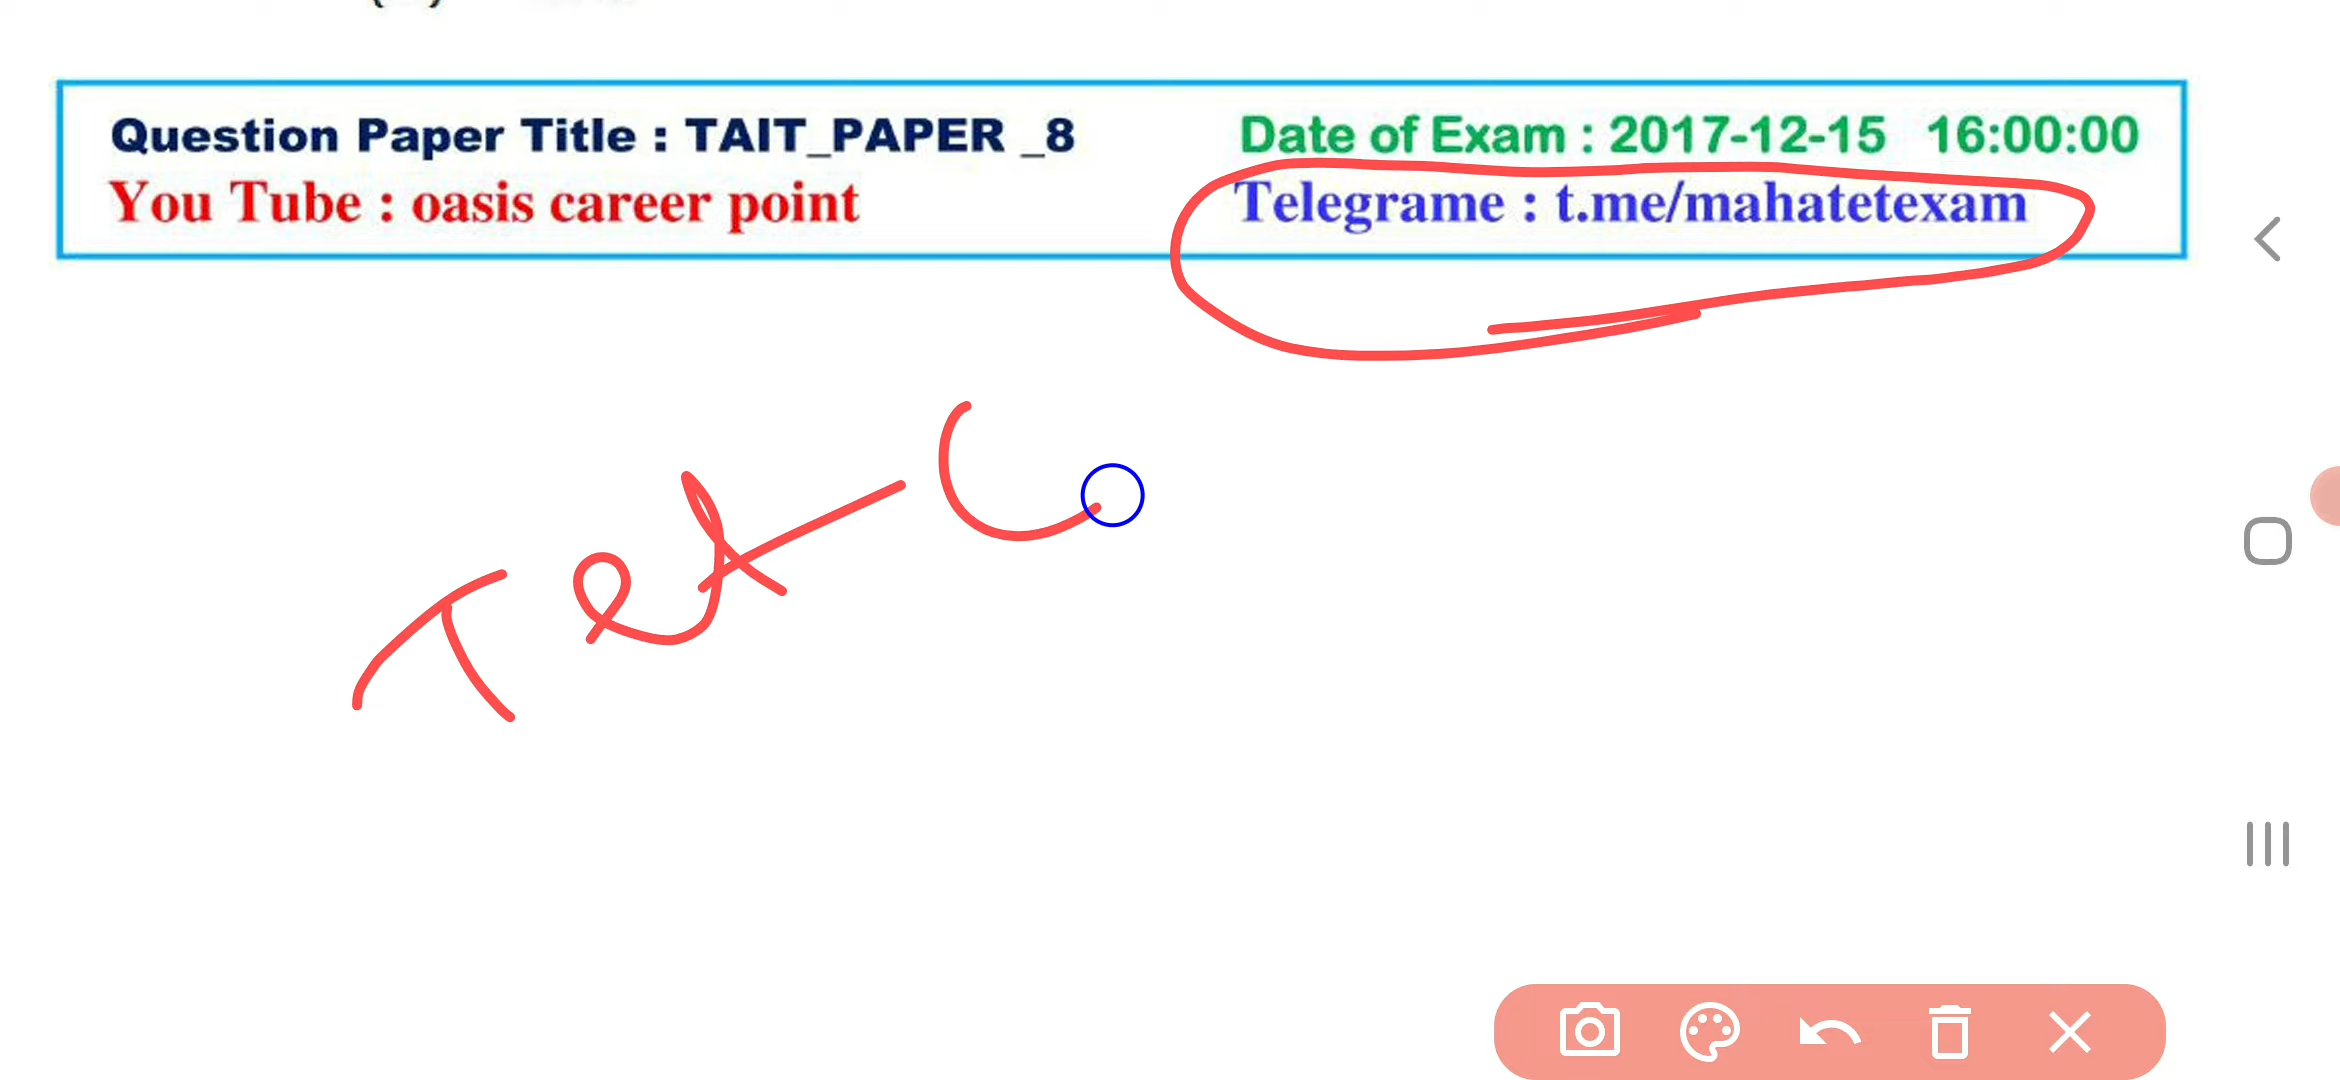 Question Paper Title : TAIT_PAPER _8 Date of Exam : 2017-12-15 16:00:00
You Tube : oasis career point Telegrame : t.me/mahatetexam
Tet-C